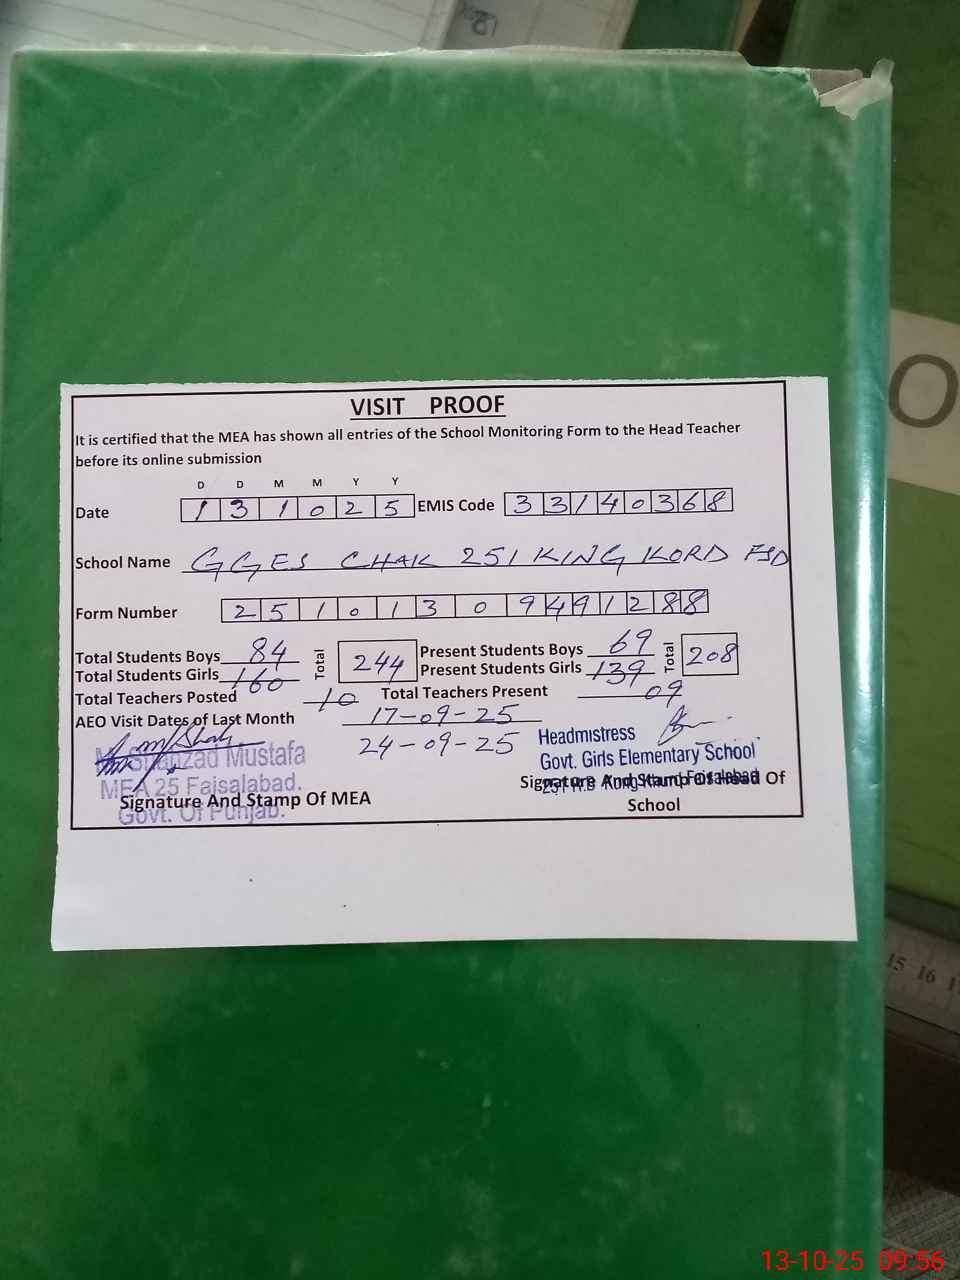 VISIT PROOF
It is certified that the MEA has shown all entries of the School Monitoring Form to the Head Teacher
before its online submission
D D M M Y Y
Date 1 3 1 0 2 5 EMIS Code 3 3 1 4 0 3 6 8
School Name GGES CHAK 251 KING KORD FSD
Form Number 2 5 1 0 1 3 0 9 4 9 1 2 8 8
Total Students Boys 84 Total 244 Present Students Boys 69 Total 208
Total Students Girls 160 Present Students Girls 139
Total Teachers Posted 10 Total Teachers Present 09
AEO Visit Dates of Last Month 17-09-25
24-09-25
Mustafa
MEA 25 Faisalabad.
Govt. Of Punjab.
Signature And Stamp Of MEA
Headmistress
Govt. Girls Elementary School
Faisalabad
Signature And Stamp Of Head Of
School
O
15 16
13-10-25 09:56